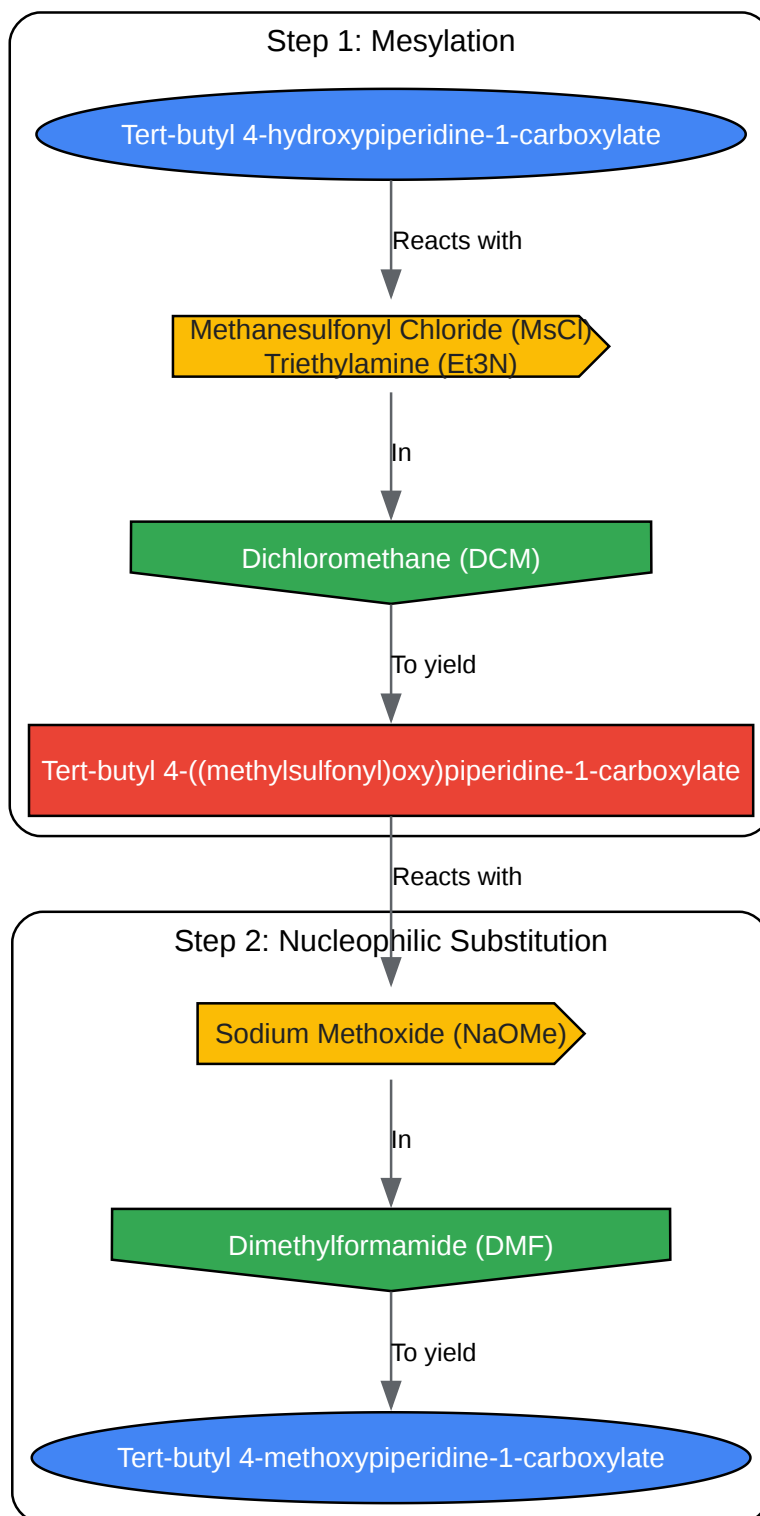 Step 1: Mesylation
Tert-butyl 4-hydroxypiperidine-1-carboxylate
Reacts with
Methanesulfonyl Chloride (MsCl)
Triethylamine (Et3N)
In
Dichloromethane (DCM)
To yield
Tert-butyl 4-((methylsulfonyl)oxy)piperidine-1-carboxylate
Reacts with
Step 2: Nucleophilic Substitution
Sodium Methoxide (NaOMe)
In
Dimethylformamide (DMF)
To yield
Tert-butyl 4-methoxypiperidine-1-carboxylate